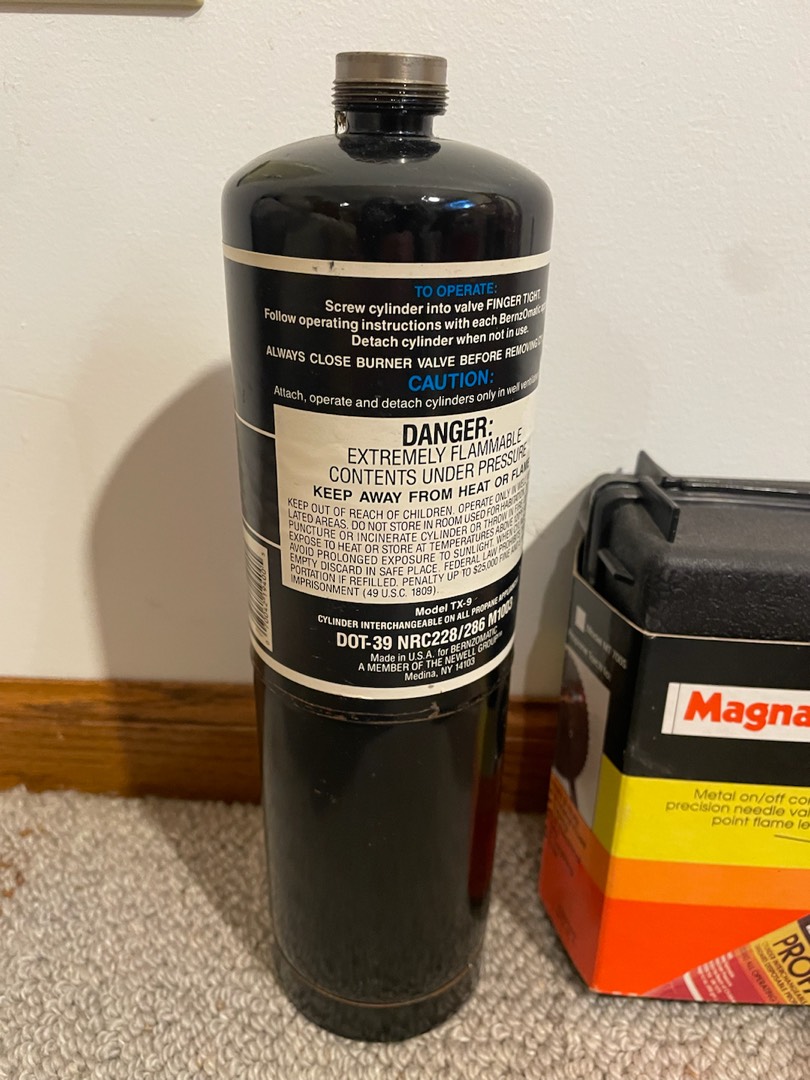 TO OPERATE:
Screw cylinder into valve FINGER TIGHT.
Follow operating instructions with each BernzOmatic
Detach cylinder when not in use.
ALWAYS CLOSE BURNER VALVE BEFORE REMOVING
CAUTION:
Attach, operate and detach cylinders only in well
DANGER:
EXTREMELY FLAMMABLE
CONTENTS UNDER PRESSURE
KEEP AWAY FROM HEAT OR FLAME
KEEP OUT OF REACH OF CHILDREN. OPERATE ONLY IN
LATED AREAS. DO NOT STORE IN ROOM USED FOR
PUNCTURE OR INCINERATE CYLINDER OR THROW IN
EXPOSE TO HEAT OR STORE AT TEMPERATURES ABOVE
AVOID PROLONGED EXPOSURE TO SUNLIGHT. WHEN
EMPTY DISCARD IN SAFE PLACE. FEDERAL LAW
PORTATION IF REFILLED. PENALTY UP TO $25,000 FINE AND
IMPRISONMENT (49 U.S.C. 1809).
Model TX-9
CYLINDER INTERCHANGEABLE ON ALL PROPANE
DOT-39 NRC228/286 M1003
Made in U.S.A. for BERNZOMATIC
A MEMBER OF THE NEWELL GROUP
Medina, NY 14103
Magna
Metal on/off
precision needle
point flame